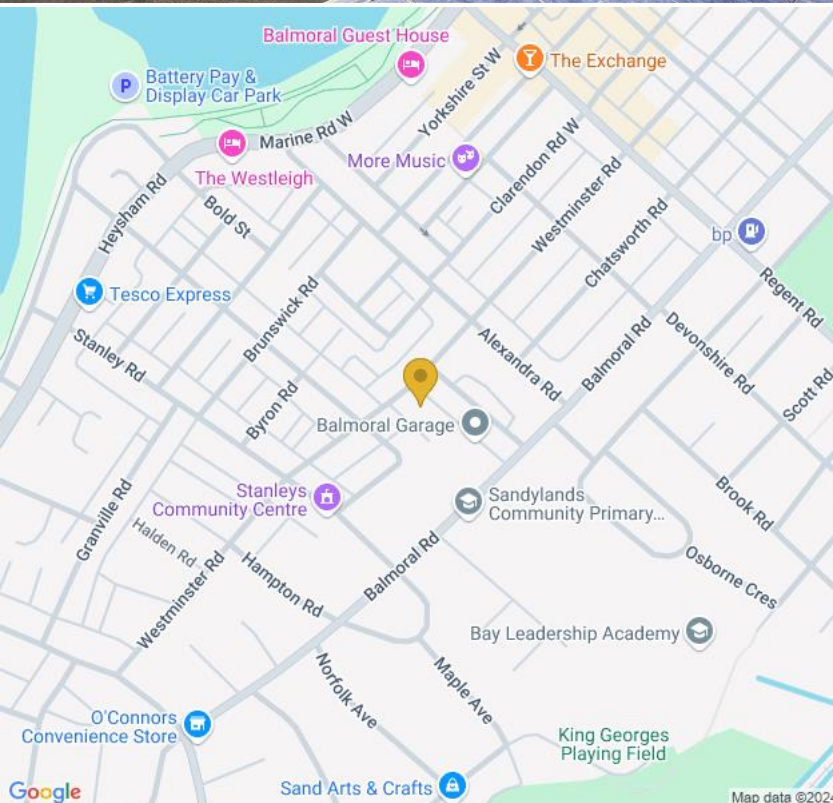 Balmoral Guest House
The Exchange
Yorkshire St W
P
Battery Pay &
Display Car Park
Marine Rd W
More Music
Clarendon Rd W
The Westleigh
Westminster Rd
Heysham Rd
Bold St
Chatsworth Rd
bp
Regent Rd
Tesco Express
Brunswick Rd
Stanley Rd
Alexandra Rd
Balmoral Rd
Devonshire Rd
Scott Rd
Byron Rd
Balmoral Garage
Stanleys
Community Centre
Sandylands
Community Primary...
Granville Rd
Halden Rd
Brook Rd
Westminster Rd
Hampton Rd
Balmoral Rd
Osborne Cres
Bay Leadership Academy
Norfolk Ave
Maple Ave
O'Connors
Convenience Store
King Georges
Playing Field
Sand Arts & Crafts
Google
Map data ©2024